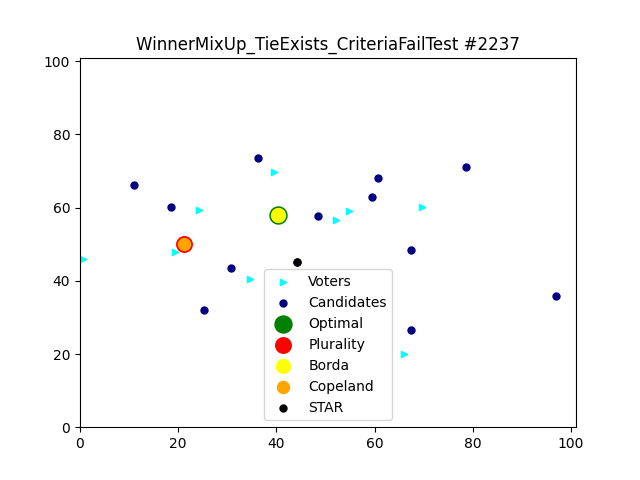 WinnerMixUp_TieExists_CriteriaFailTest #2237
100
80
60
40
20
0
Voters
Candidates
Optimal
Plurality
Borda
Copeland
STAR
0 20 40 60 80 100